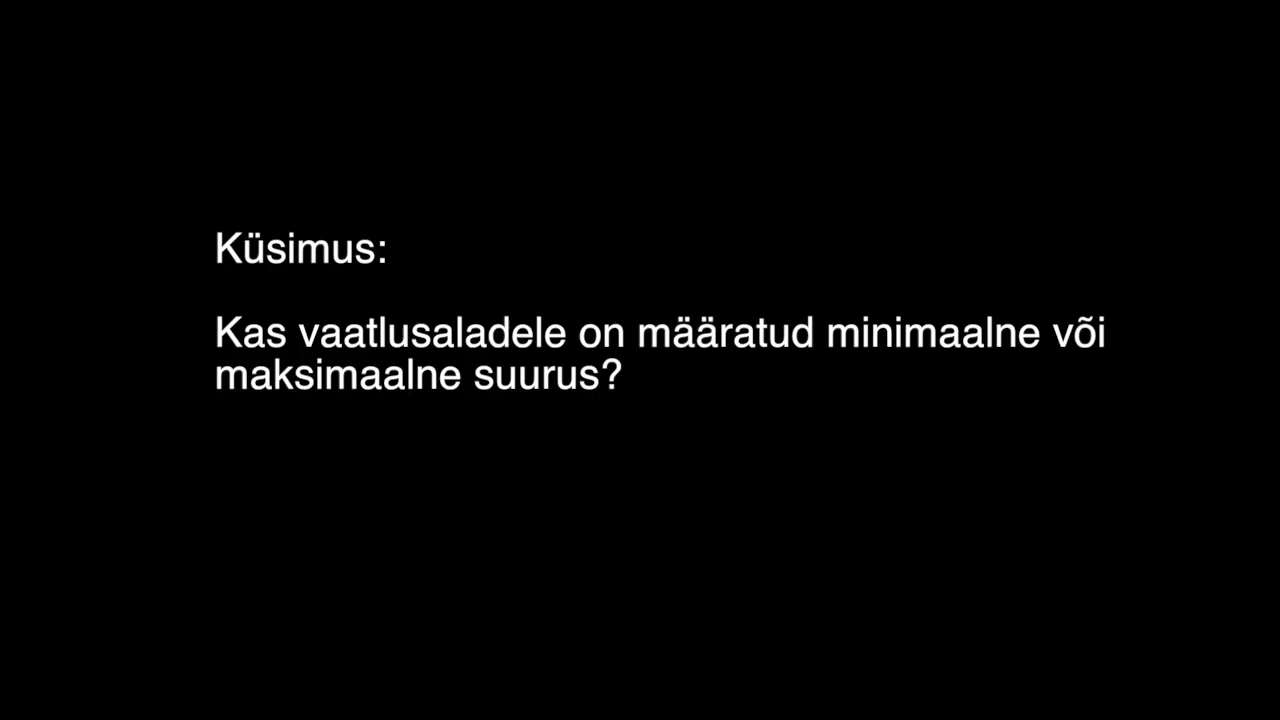 Küsimus:
Kas vaatlusaladele on määratud minimaalne või
maksimaalne suurus?